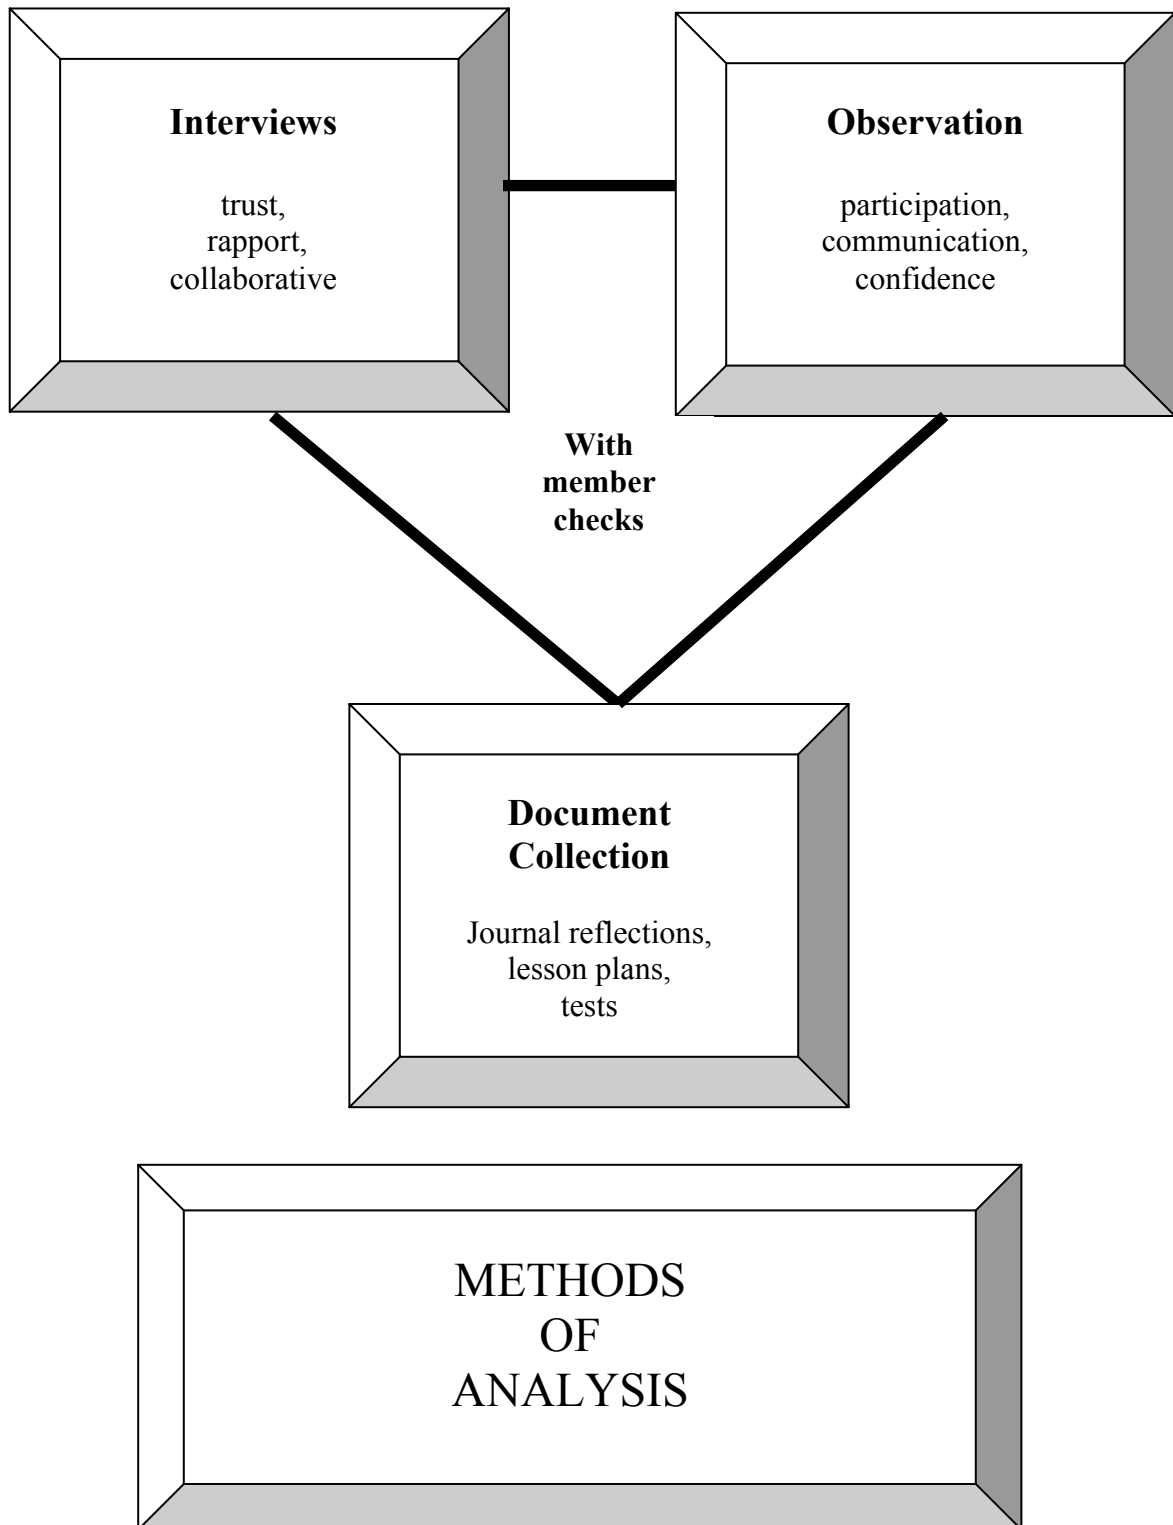 Interviews
trust,
rapport,
collaborative
Observation
participation,
communication,
confidence
With
member
checks
Document
Collection
Journal reflections,
lesson plans,
tests
METHODS
OF
ANALYSIS